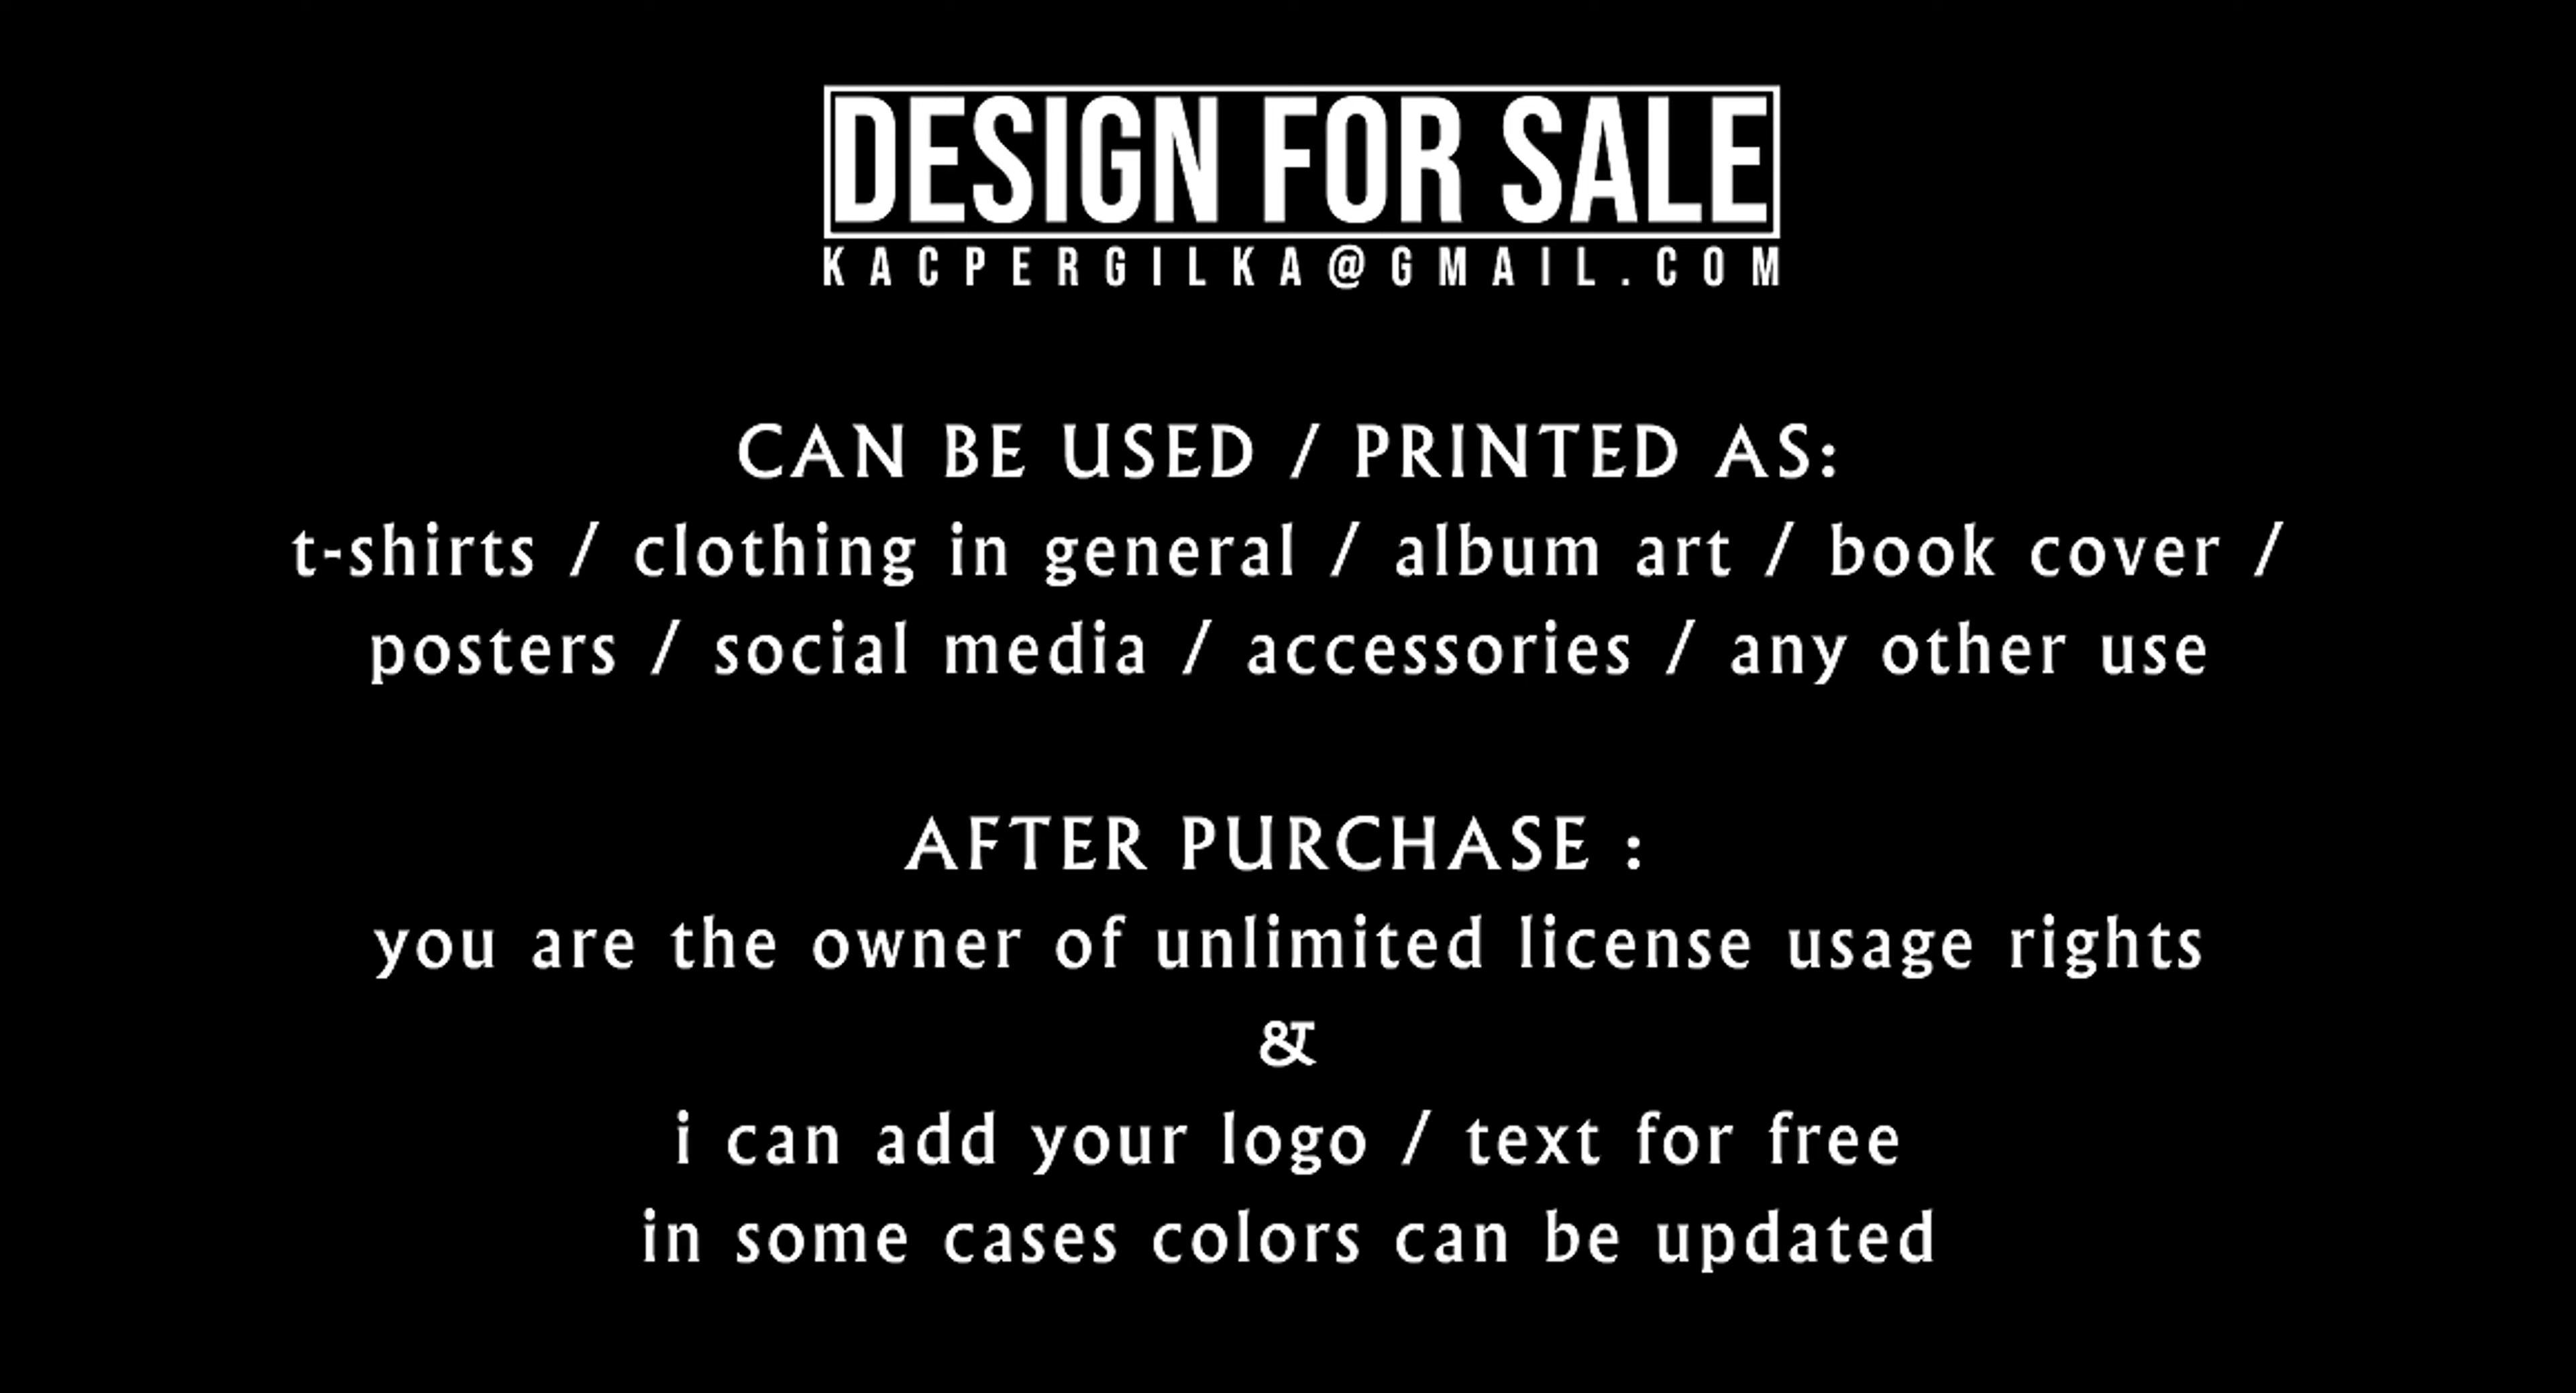 DESIGN FOR SALE
KACPERGILKA@GMAIL.COM
CAN BE USED / PRINTED AS:
t-shirts / clothing in general / album art / book cover /
posters / social media / accessories / any other use
AFTER PURCHASE :
you are the owner of unlimited license usage rights
&
i can add your logo / text for free
in some cases colors can be updated